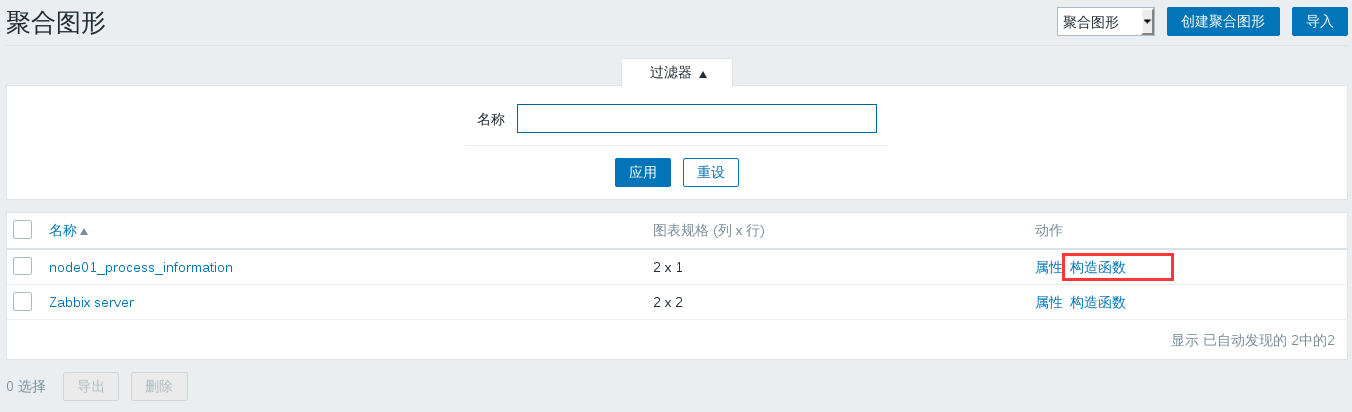 聚合图形
聚合图形 创建聚合图形 导入
过滤器 ▲
名称
应用 重设
名称 图表规格 (列 x 行) 动作
node01_process_information 2 x 1 属性 构造函数
Zabbix server 2 x 2 属性 构造函数
显示 已自动发现的 2中的2
0 选择 导出 删除